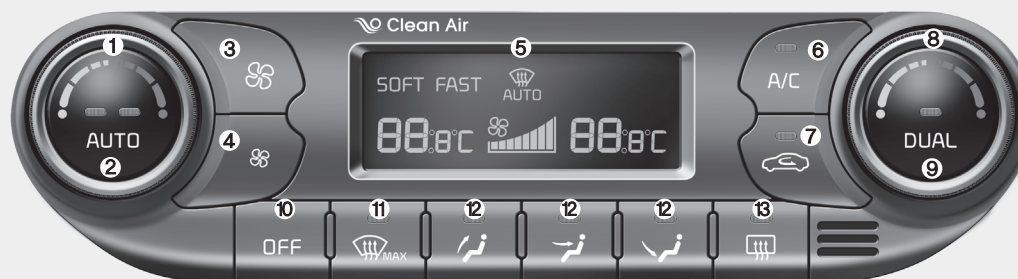 Clean Air
① ③ ⑤ ⑥ ⑧
SOFT FAST AUTO A/C
AUTO ④ 88:8°C 88:8°C ⑦ DUAL
② ⑨
⑩ ⑪ ⑫ ⑫ ⑫ ⑬
OFF MAX